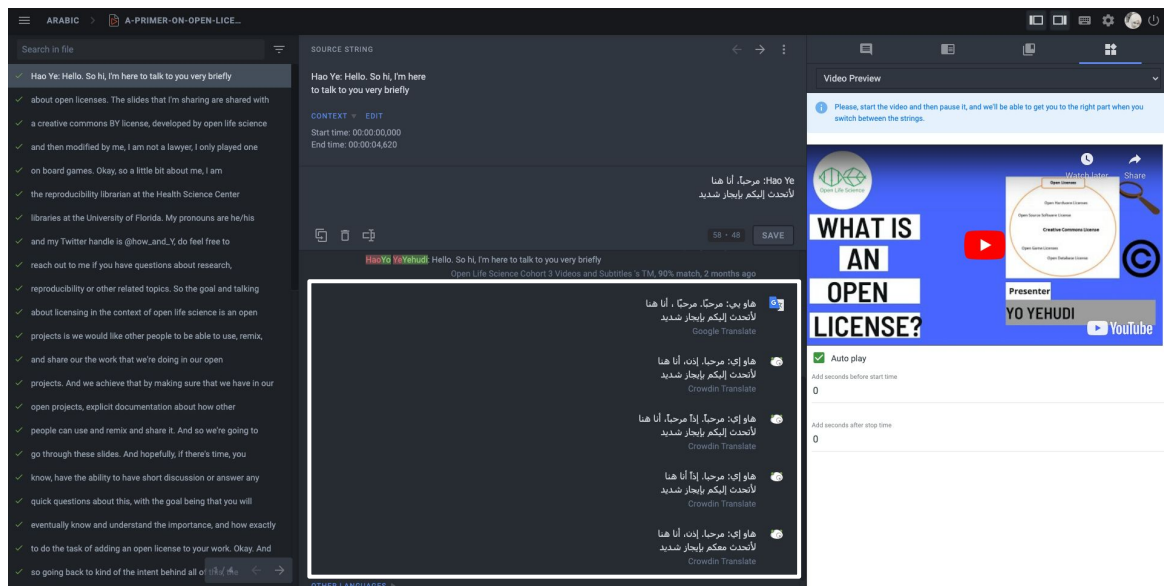 ARABIC > A-PRIMER-ON-OPEN-LICE...
Search in file
Hao Ye: Hello. So hi, I'm here to talk to you very briefly
about open licenses. The slides that I'm sharing are shared with
a creative commons BY license, developed by open life science
and then modified by me, I am not a lawyer, I only played one
on board games. Okay, so a little bit about me, I am
the reproducibility librarian at the Health Science Center
libraries at the University of Florida. My pronouns are he/his
and my Twitter handle is @how_and_Y, do feel free to
reach out to me if you have questions about research,
reproducibility or other related topics. So the goal and talking
about licensing in the context of open life science is an open
projects is we would like other people to be able to use, remix,
and share our the work that we're doing in our open
projects. And we achieve that by making sure that we have in our
open projects, explicit documentation about how other
people can use and remix and share it. And so we're going to
go through these slides. And hopefully, if there's time, you
know, have the ability to have short discussion or answer any
quick questions about this, with the goal being that you will
eventually know and understand the importance, and how exactly
to do the task of adding an open license to your work. Okay. And
so going back to kind of the intent behind all of this, the
1 / 4
SOURCE STRING
Hao Ye: Hello. So hi, I'm here
to talk to you very briefly
CONTEXT EDIT
Start time: 00:00:00,000
End time: 00:00:04,620
Hao Ye: مرحباً، أنا هنا
لأتحدث إليكم بإيجاز شديد
58 • 48 SAVE
HaoYo YeYehudi: Hello. So hi, I'm here to talk to you very briefly
Open Life Science Cohort 3 Videos and Subtitles 's TM, 90% match, 2 months ago
هاو يي: مرحبًا. مرحبًا ، أنا هنا
لأتحدث إليكم بإيجاز شديد
Google Translate
هاو إي: مرحبا. إذن، أنا هنا
لأتحدث إليكم بإيجاز شديد
Crowdin Translate
هاو إي: مرحباً. إذاً مرحباً، أنا هنا
لأتحدث إليكم بإيجاز شديد
Crowdin Translate
هاو إي: مرحبا. إذاً أنا هنا
لأتحدث إليكم بإيجاز شديد
Crowdin Translate
هاو إي: مرحبا. إذن، أنا هنا
لأتحدث معكم بإيجاز شديد
Crowdin Translate
OTHER LANGUAGES
Video Preview
Please, start the video and then pause it, and we'll be able to get you to the right part when you
switch between the strings.
Open Life Science
WHAT IS
AN
OPEN
LICENSE?
Watch later Share
Open Licenses
Open Hardware Licenses
Open Source Software License
Creative Commons License
Open Game Licenses
Open Database License
Presenter
YO YEHUDI
YouTube
Auto play
Add seconds before start time
0
Add seconds after stop time
0